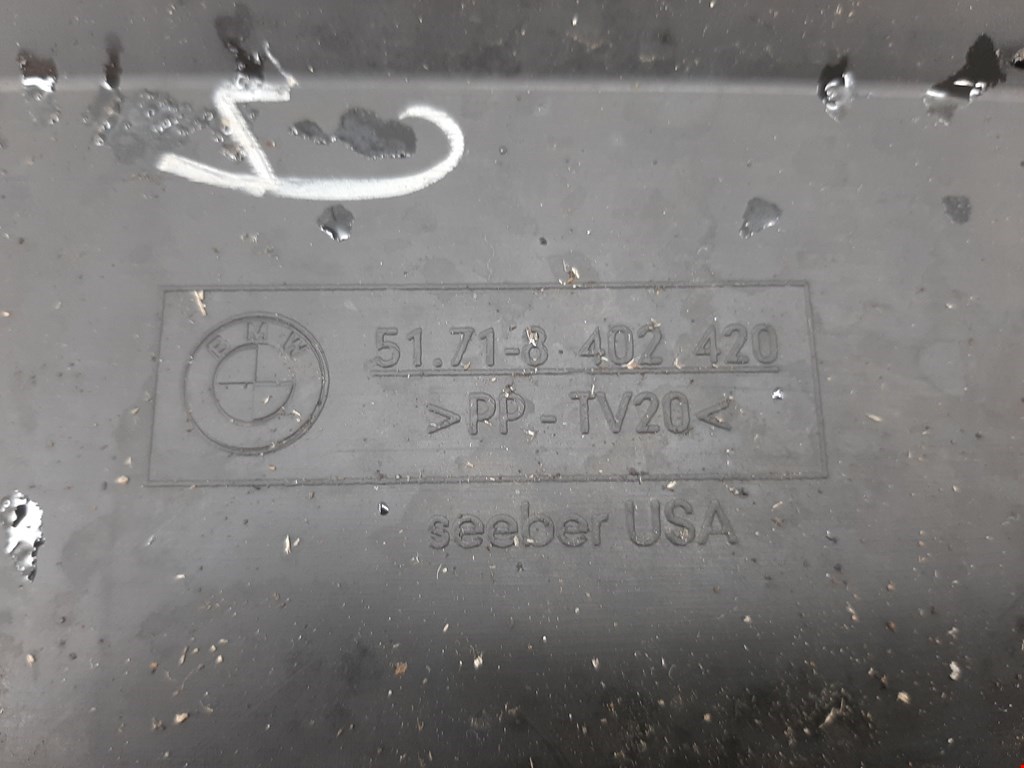 BMW
51.71-8 402 420
>PP-TV20<
seeber USA